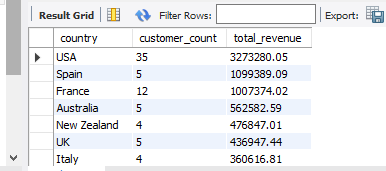 Result Grid Filter Rows: Export:
country customer_count total_revenue
USA 35 3273280.05
Spain 5 1099389.09
France 12 1007374.02
Australia 5 562582.59
New Zealand 4 476847.01
UK 5 436947.44
Italy 4 360616.81